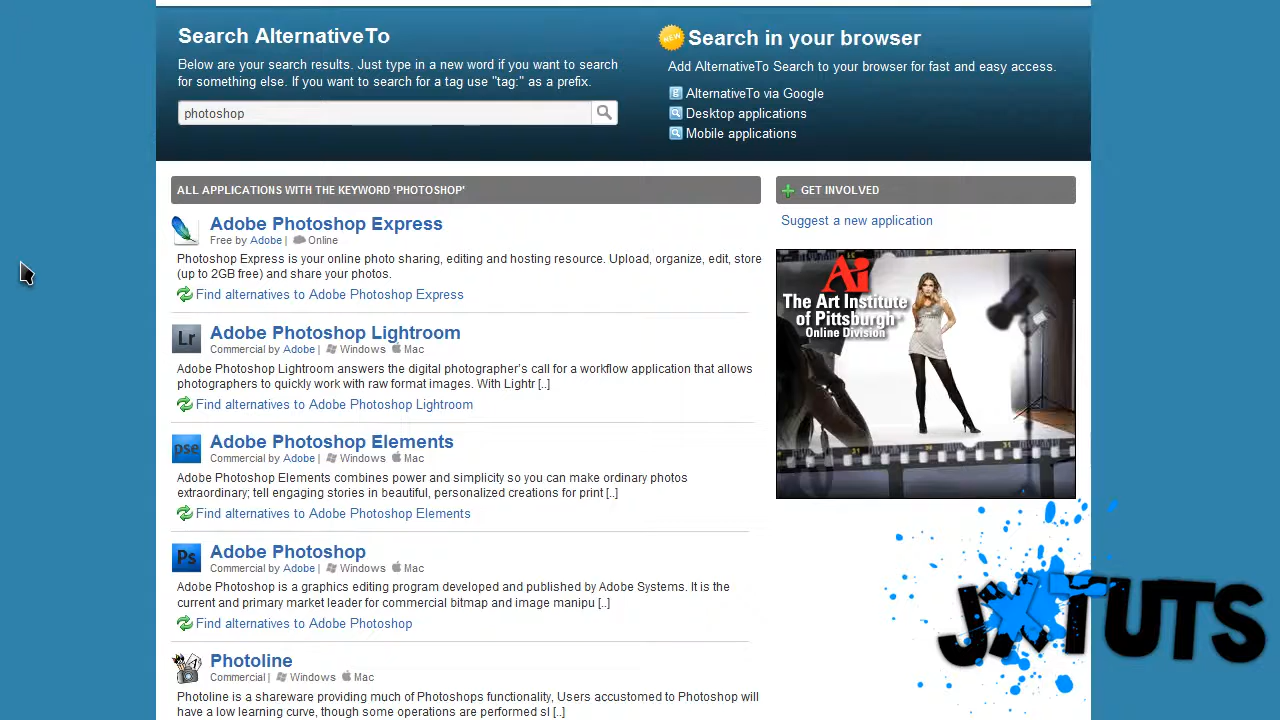 Search AlternativeTo
Below are your search results. Just type in a new word if you want to search
for something else. If you want to search for a tag use "tag:" as a prefix.
photoshop
NEW
Search in your browser
Add AlternativeTo Search to your browser for fast and easy access.
AlternativeTo via Google
Desktop applications
Mobile applications
ALL APPLICATIONS WITH THE KEYWORD 'PHOTOSHOP'
Adobe Photoshop Express
Free by Adobe | Online
Photoshop Express is your online photo sharing, editing and hosting resource. Upload, organize, edit, store
(up to 2GB free) and share your photos.
Find alternatives to Adobe Photoshop Express
Lr
Adobe Photoshop Lightroom
Commercial by Adobe | Windows Mac
Adobe Photoshop Lightroom answers the digital photographer's call for a workflow application that allows
photographers to quickly work with raw format images. With Lightr [..]
Find alternatives to Adobe Photoshop Lightroom
pse
Adobe Photoshop Elements
Commercial by Adobe | Windows Mac
Adobe Photoshop Elements combines power and simplicity so you can make ordinary photos
extraordinary; tell engaging stories in beautiful, personalized creations for print [..]
Find alternatives to Adobe Photoshop Elements
Ps
Adobe Photoshop
Commercial by Adobe | Windows Mac
Adobe Photoshop is a graphics editing program developed and published by Adobe Systems. It is the
current and primary market leader for commercial bitmap and image manipu [..]
Find alternatives to Adobe Photoshop
Photoline
Commercial | Windows Mac
Photoline is a shareware providing much of Photoshops functionality, Users accustomed to Photoshop will
have a low learning curve, though some operations are performed sl [..]
GET INVOLVED
Suggest a new application
Ai
The Art Institute
of Pittsburgh
Online Division
31
31
JXTUTS